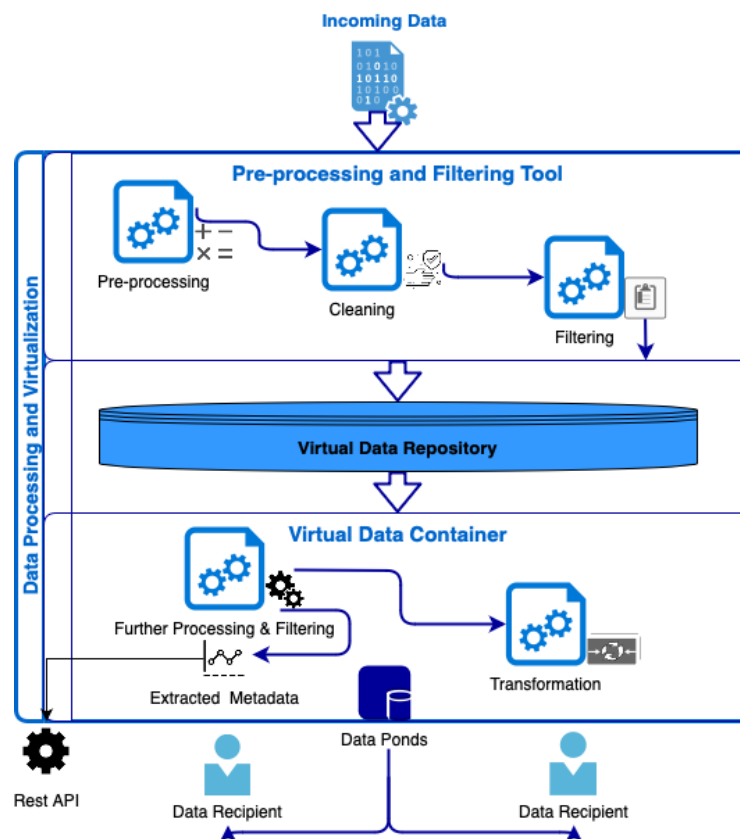 Incoming Data
101
01010
10110
10100
010
Pre-processing and Filtering Tool
Pre-processing
Cleaning
Filtering
Data Processing and Virtualization
Virtual Data Repository
Virtual Data Container
Further Processing & Filtering
Extracted Metadata
Transformation
Data Ponds
Rest API
Data Recipient
Data Recipient